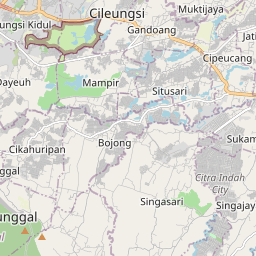 Muktijaya
Cileungsi
ungsi Kidul
Gandoang
Jati
Cipeucang
Dayeuh
Mampir
Situsari
Sukam
Bojong
Cikahuripan
ggal
Citra Indah
City
Singasari
Singajay
unggal